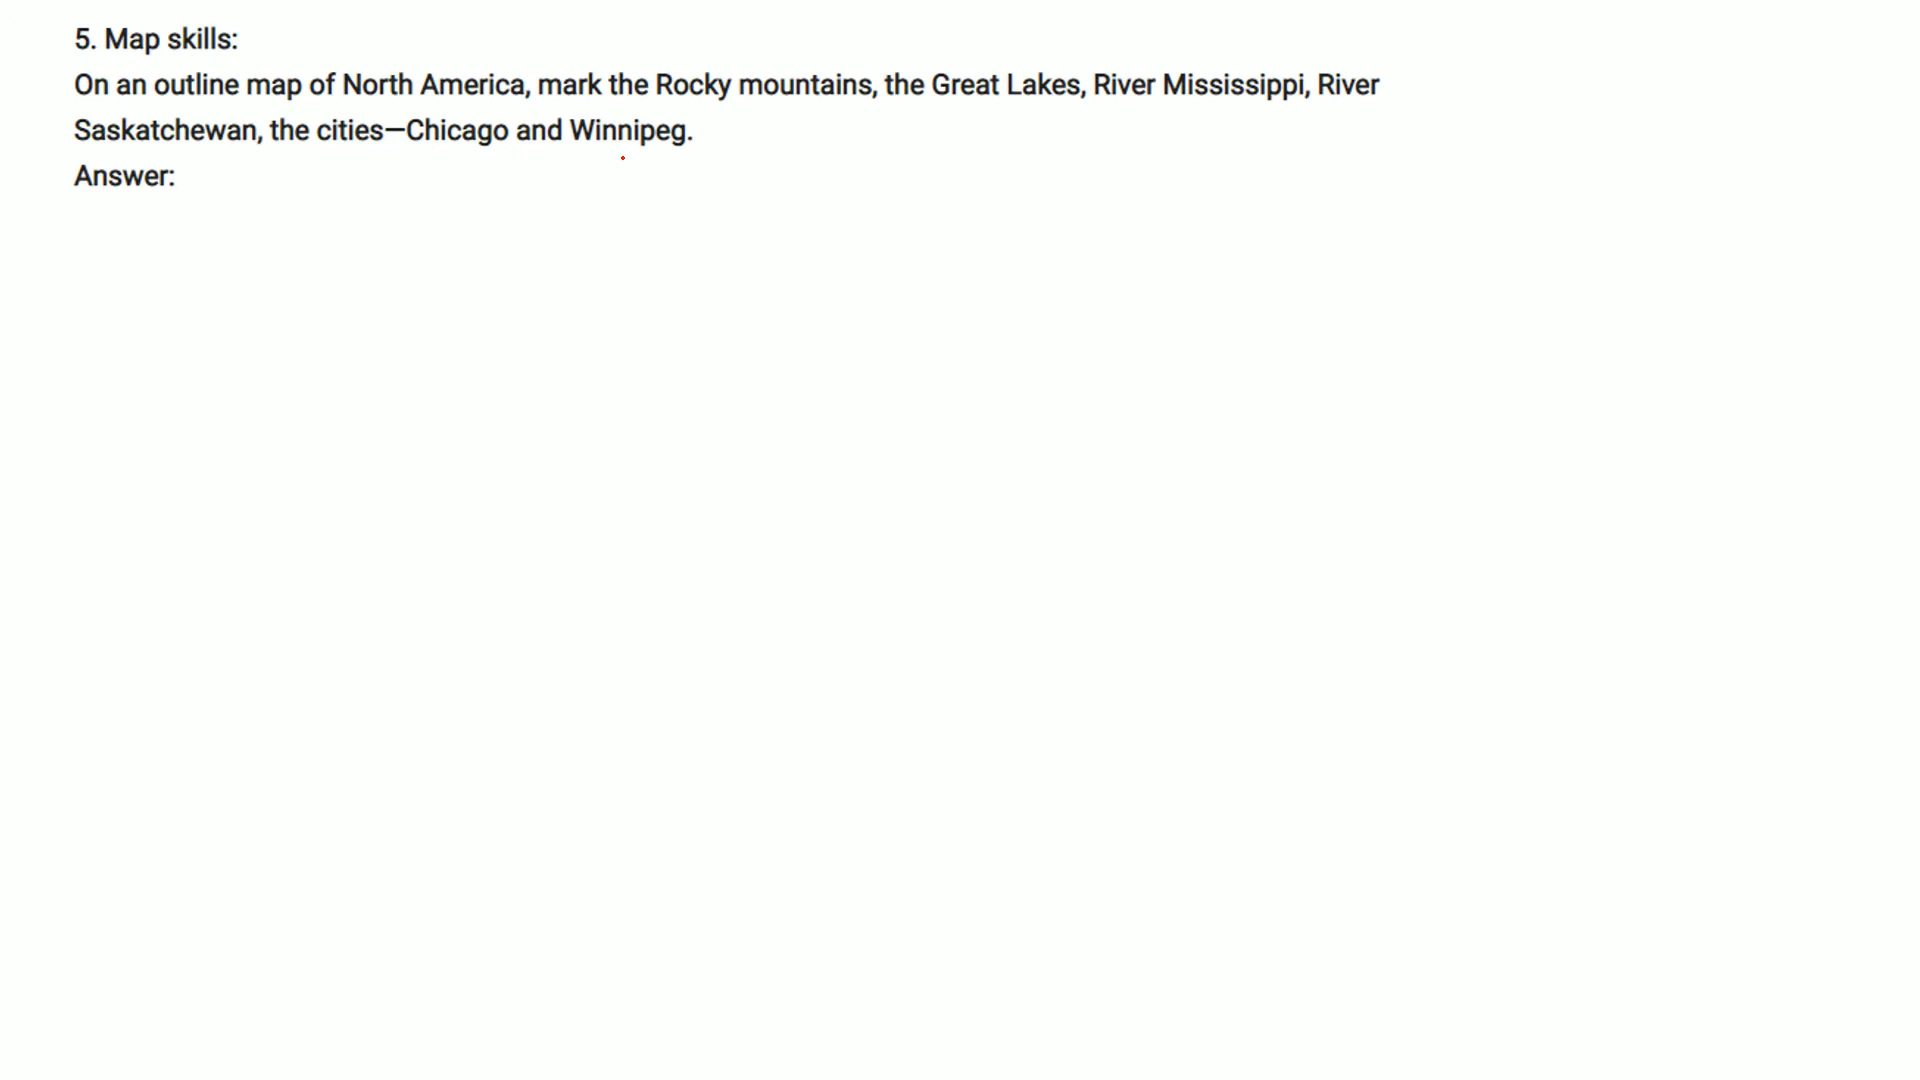 5. Map skills:
On an outline map of North America, mark the Rocky mountains, the Great Lakes, River Mississippi, River
Saskatchewan, the cities—Chicago and Winnipeg.
Answer: